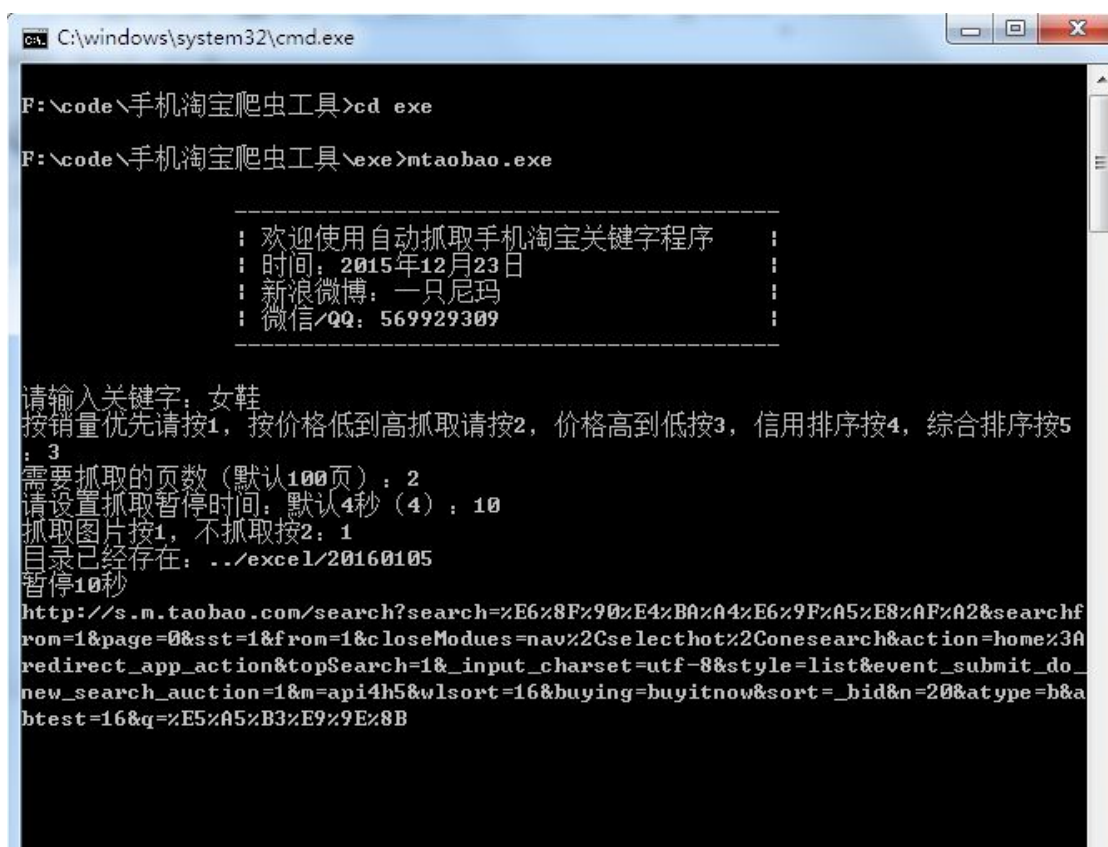 C:\windows\system32\cmd.exe
F:\code\手机淘宝爬虫工具>cd exe
F:\code\手机淘宝爬虫工具\exe>mtaobao.exe
欢迎使用自动抓取手机淘宝关键字程序
时间：2015年12月23日
新浪微博：一只尼玛
微信/QQ：569929309
请输入关键字：女鞋
按销量优先请按1，按价格低到高抓取请按2，价格高到低按3，信用排序按4，综合排序按5
：3
需要抓取的页数（默认100页）：2
请设置抓取暂停时间：默认4秒（4）：10
抓取图片按1，不抓取按2：1
目录已经存在：../excel/20160105
暂停10秒
http://s.m.taobao.com/search?search=%E6%8F%90%E4%BA%A4%E6%9F%A5%E8%AF%A2&searchf
rom=1&page=0&sst=1&from=1&closeModues=nav%2Cselecthot%2Conesearch&action=home%3A
redirect_app_action&topSearch=1&_input_charset=utf-8&style=list&event_submit_do_
new_search_auction=1&m=api4h5&wlsort=16&buying=buyitnow&sort=_bid&n=20&atype=b&a
btest=16&q=%E5%A5%B3%E9%9E%8B